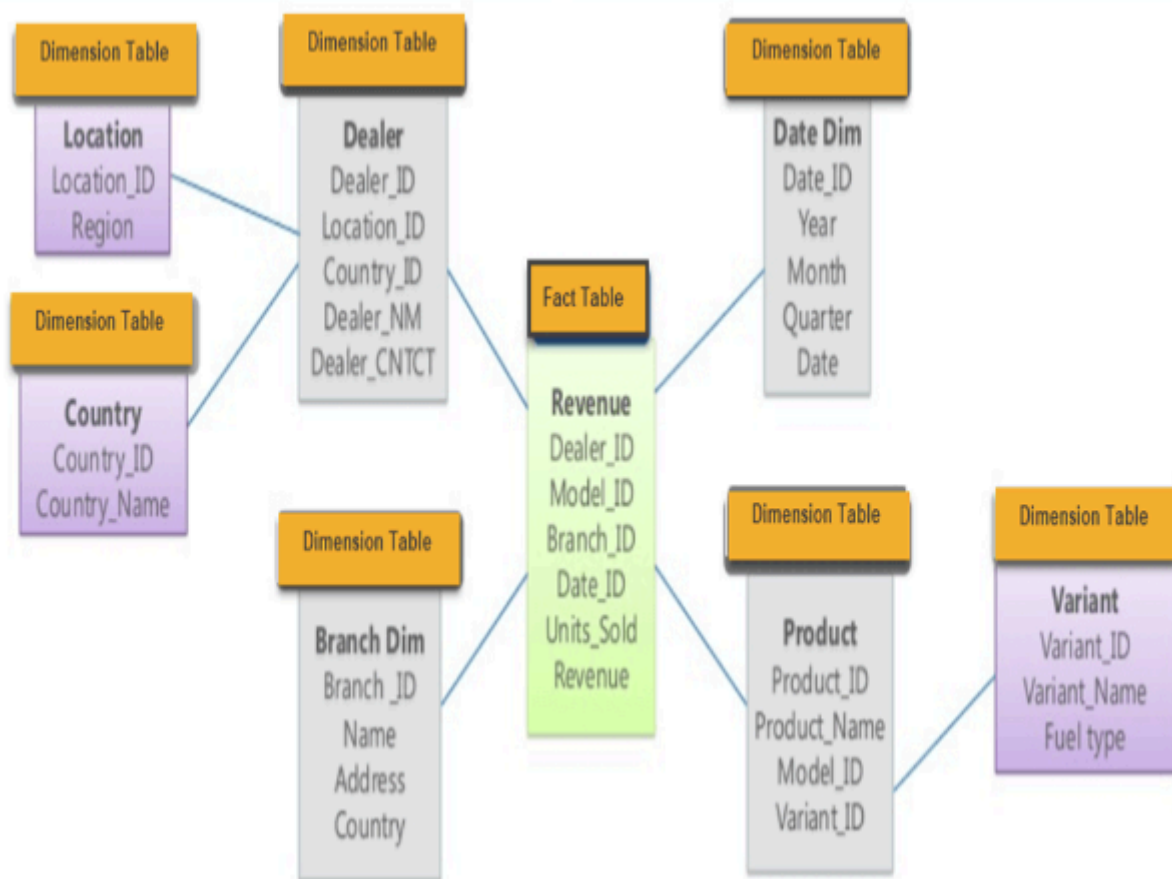 Dimension Table
Location
Location_ID
Region
Dimension Table
Country
Country_ID
Country_Name
Dimension Table
Dealer
Dealer_ID
Location_ID
Country_ID
Dealer_NM
Dealer_CNTCT
Dimension Table
Branch Dim
Branch _ID
Name
Address
Country
Fact Table
Revenue
Dealer_ID
Model_ID
Branch_ID
Date_ID
Units_Sold
Revenue
Dimension Table
Date Dim
Date_ID
Year
Month
Quarter
Date
Dimension Table
Product
Product_ID
Product_Name
Model_ID
Variant_ID
Dimension Table
Variant
Variant_ID
Variant_Name
Fuel type